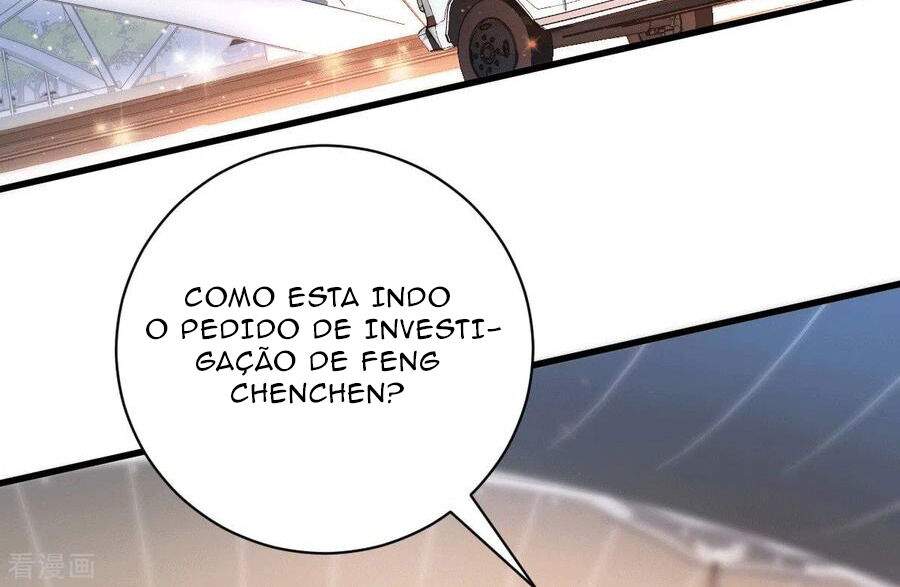 COMO ESTA INDO
O PEDIDO DE INVESTI-
GAÇÃO DE FENG
CHENCHEN?
看漫画